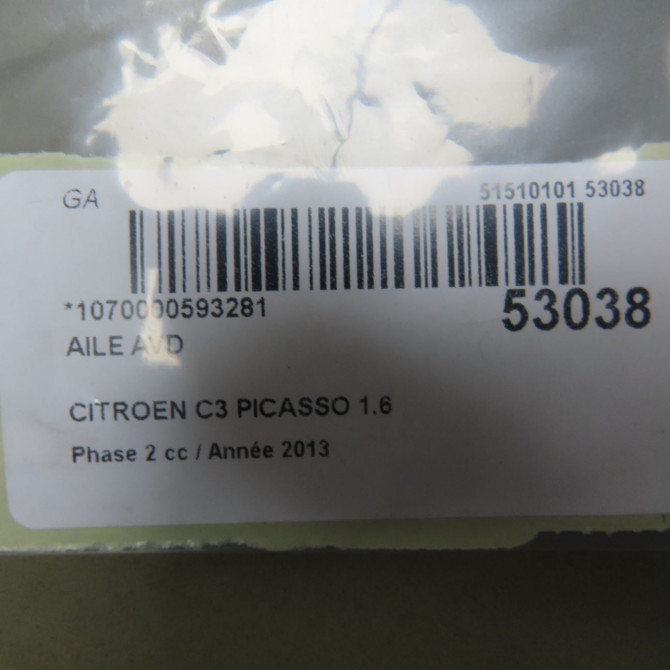 GA 51510101 53038
*1070000593281 53038
AILE AVD
CITROEN C3 PICASSO 1.6
Phase 2 cc / Année 2013